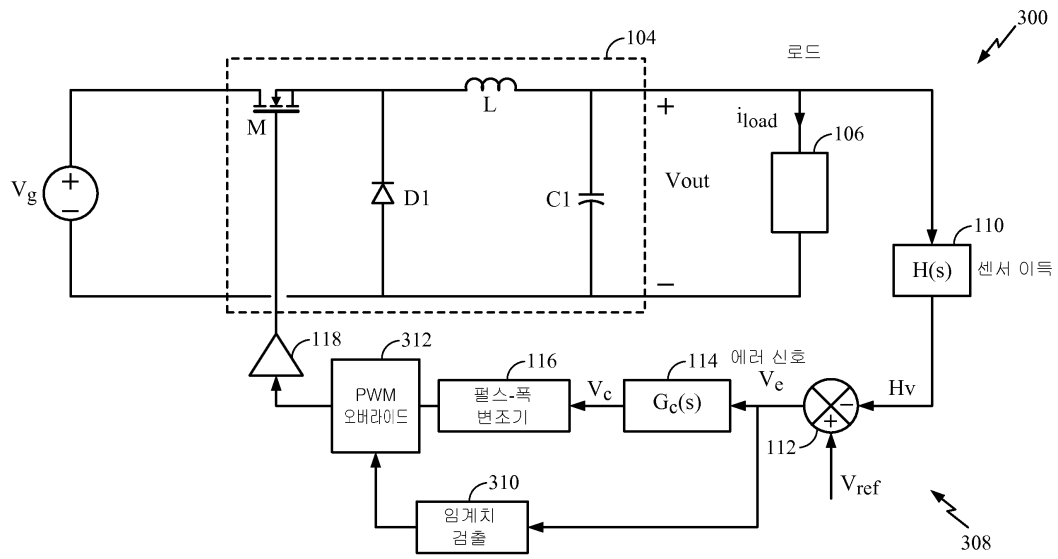 300
104
로드
M
L
+
i_load
106
V_g
+
−
D1
C1
Vout
110
H(s)
센서 이득
−
118
312
116
114
에러 신호
PWM
오버라이드
펄스-폭
변조기
V_c
G_c(s)
V_e
−
+
Hv
112
V_ref
310
임계치
검출
308